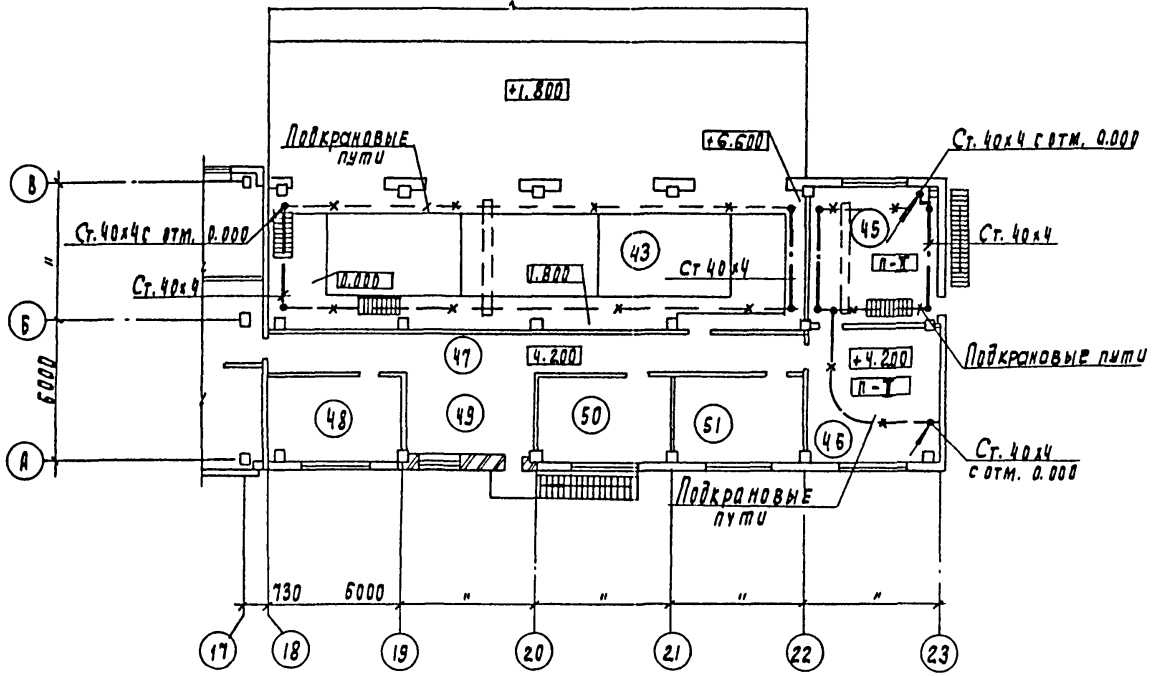 +1.800
Подкрановые
пути
+6.600
Ст. 40х4 с отм. 0.000
В
Ст. 40х4 с отм. 0.000
43
45
Ст. 40х4
"
0.000
1.800
Ст 40х4
п-I
Ст. 40х4
Б
47
4.200
+4.200
Подкрановые пути
6000
п-I
48
49
50
51
46
А
Ст. 40х4
с отм. 0.000
Подкрановые
пути
730
6000
"
"
"
"
17
18
19
20
21
22
23